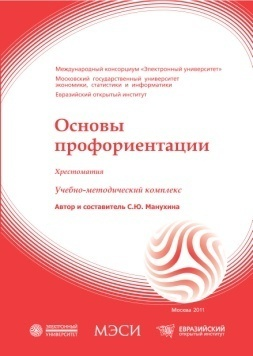 Международный консорциум «Электронный университет»
Московский государственный университет
экономики, статистики и информатики
Евразийский открытый институт
Основы
профориентации
Хрестоматия
Учебно-методический комплекс
Автор и составитель С.Ю. Манухина
Москва 2011
ЭЛЕКТРОННЫЙ
УНИВЕРСИТЕТ
МЭСИ
ЕВРАЗИЙСКИЙ
открытый институт